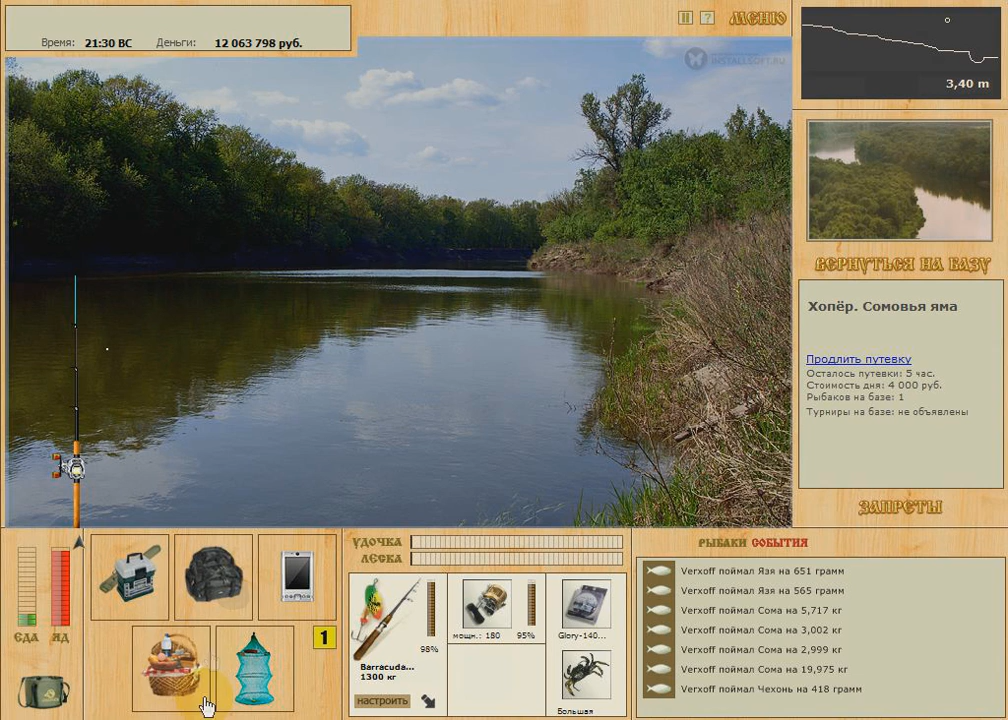 Время: 21:30 ВС Деньги: 12 063 798 руб.
II ? МЕНЮ
INSTALLSOFT.RU
3,40 m
ВЕРНУТЬСЯ НА БАЗУ
Хопёр. Сомовья яма
Продлить путевку
Осталось путевки: 5 час.
Стоимость дня: 4 000 руб.
Рыбаков на базе: 1
Турниры на базе: не объявлены
ЗАПРЕТЫ
УДОЧКА
ЛЕСКА
РЫБАКИ СОБЫТИЯ
Verxoff поймал Язя на 651 грамм
Verxoff поймал Язя на 565 грамм
Verxoff поймал Сома на 5,717 кг
Verxoff поймал Сома на 3,002 кг
Verxoff поймал Сома на 2,999 кг
Verxoff поймал Сома на 19,975 кг
Verxoff поймал Чехонь на 418 грамм
ЕДА
ЯД
1
98%
Barracuda...
1300 кг
настроить
мощн.: 180 95%
Glory-140...
Большая